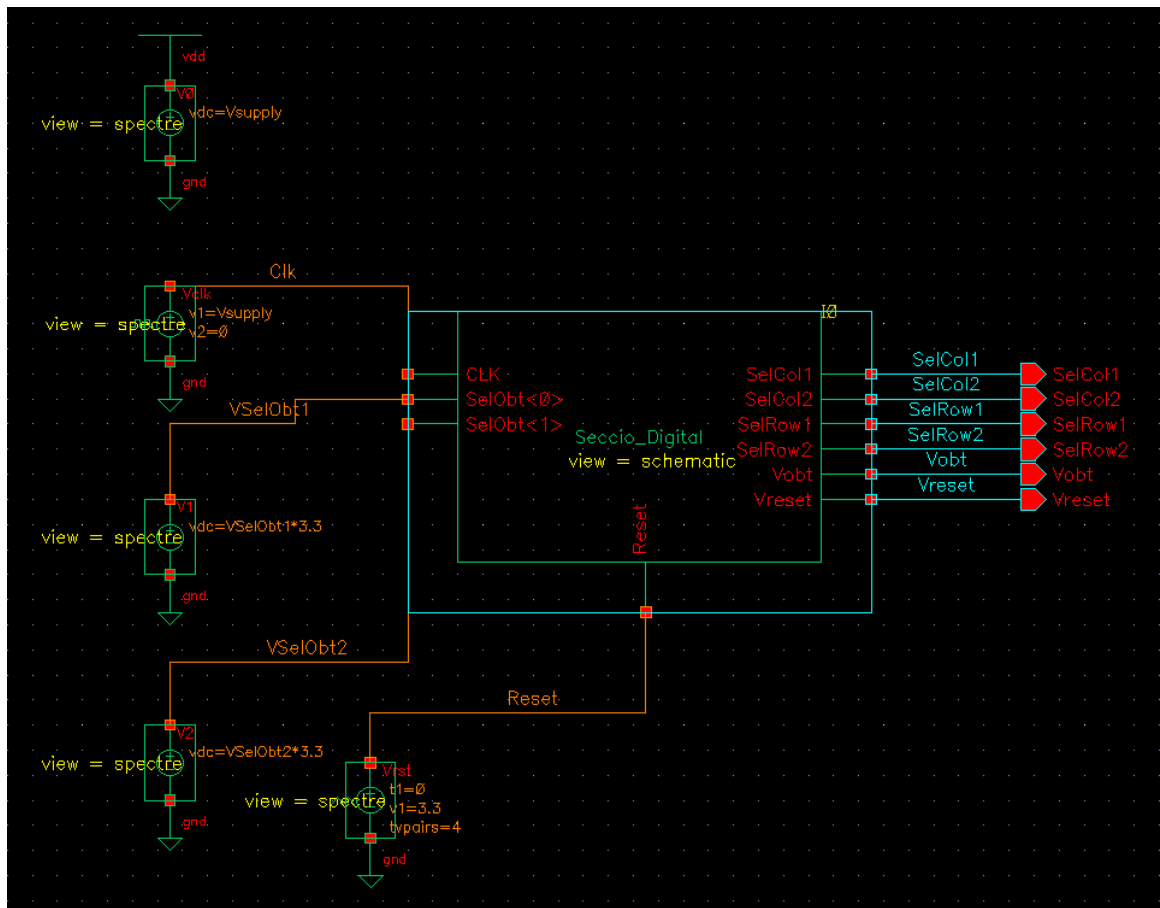 vdd
V0
vdc=Vsupply
view = spectre
gnd
Clk
Vclk
v1=Vsupply
view = spectre
v2=0
gnd
I0
CLK
SelObt<0>
SelObt<1>
Seccio_Digital
view = schematic
SelCol1
SelCol2
SelRow1
SelRow2
Vobt
Vreset
Reset
SelCol1
SelCol1
SelCol2
SelCol2
SelRow1
SelRow1
SelRow2
SelRow2
Vobt
Vobt
Vreset
Vreset
VSelObt1
V1
vdc=VSelObt1*3.3
view = spectre
gnd
VSelObt2
V2
vdc=VSelObt2*3.3
view = spectre
gnd
Reset
Vrst
t1=0
view = spectre
v1=3.3
tvpairs=4
gnd